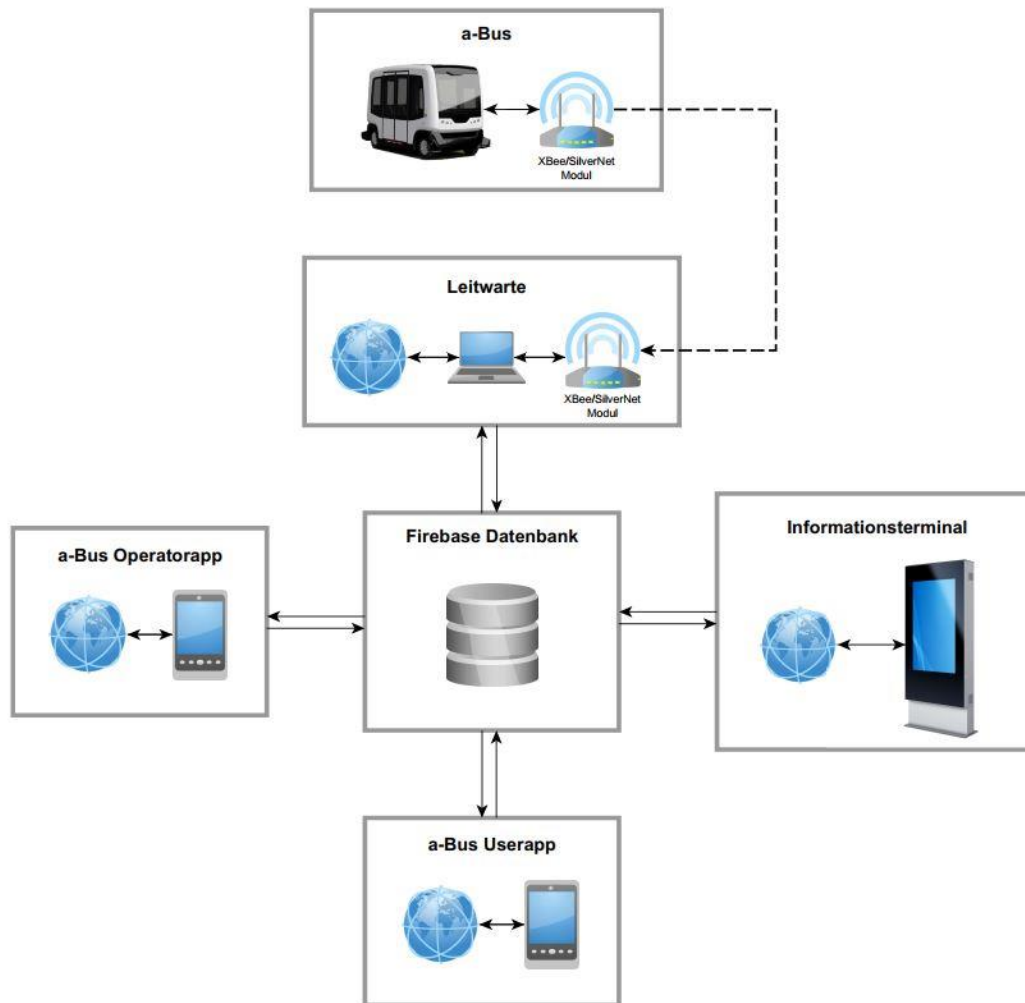 a-Bus
XBee/SilverNet
Modul
Leitwarte
XBee/SilverNet
Modul
Firebase Datenbank
Informationsterminal
a-Bus Operatorapp
a-Bus Userapp